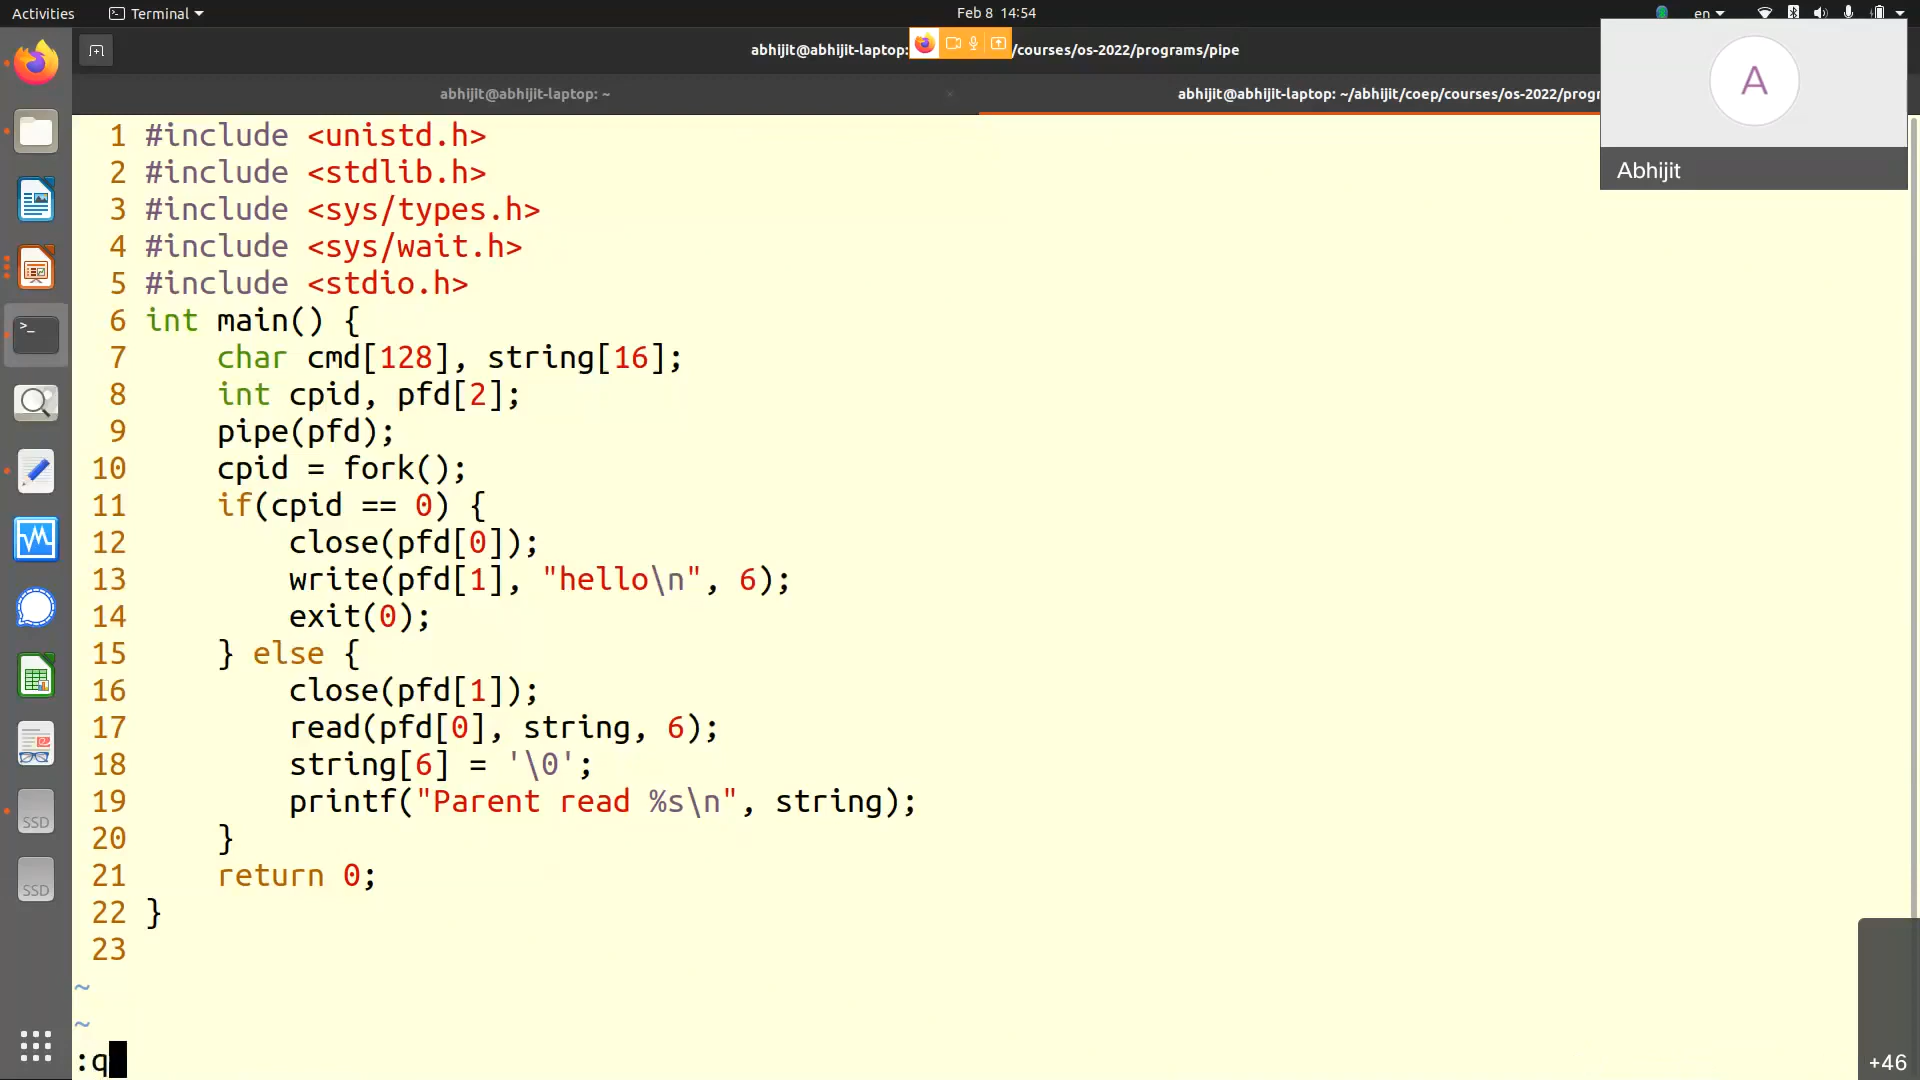 Activities
Terminal
Feb 8 14:54
en
abhijit@abhijit-laptop:
/courses/os-2022/programs/pipe
abhijit@abhijit-laptop: ~
abhijit@abhijit-laptop: ~/abhijit/coep/courses/os-2022/progr
A
Abhijit
1 #include <unistd.h>
2 #include <stdlib.h>
3 #include <sys/types.h>
4 #include <sys/wait.h>
5 #include <stdio.h>
6 int main() {
7     char cmd[128], string[16];
8     int cpid, pfd[2];
9     pipe(pfd);
10     cpid = fork();
11     if(cpid == 0) {
12         close(pfd[0]);
13         write(pfd[1], "hello\n", 6);
14         exit(0);
15     } else {
16         close(pfd[1]);
17         read(pfd[0], string, 6);
18         string[6] = '\0';
19         printf("Parent read %s\n", string);
20     }
21     return 0;
22 }
23
~
~
:q
SSD
SSD
+46